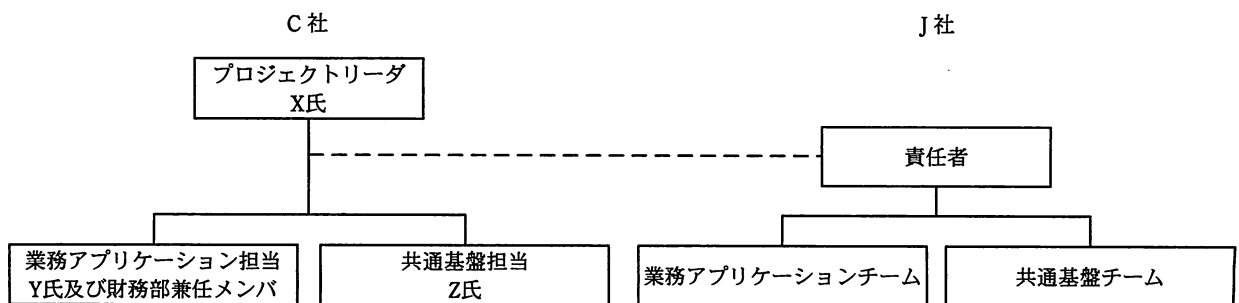 C社
J社
プロジェクトリーダ
X氏
責任者
業務アプリケーション担当
Y氏及び財務部兼任メンバ
共通基盤担当
Z氏
業務アプリケーションチーム
共通基盤チーム